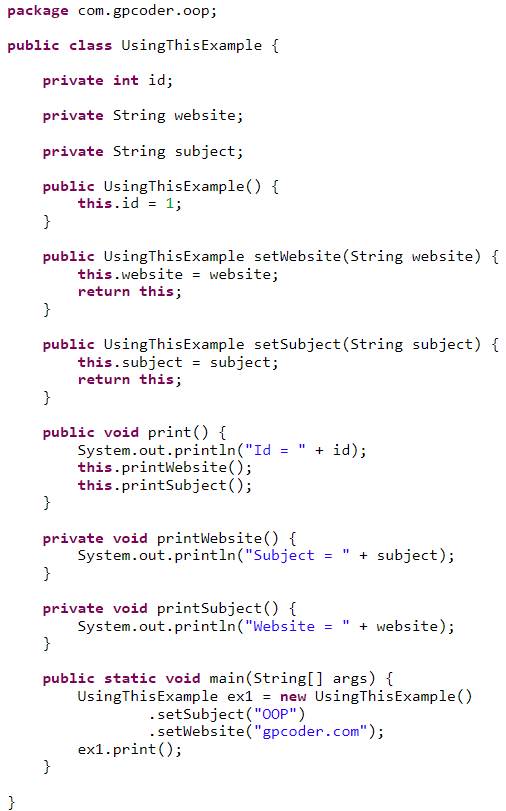 package com.gpcoder.oop;
public class UsingThisExample {
private int id;
private String website;
private String subject;
public UsingThisExample() {
this.id = 1;
}
public UsingThisExample setWebsite(String website) {
this.website = website;
return this;
}
public UsingThisExample setSubject(String subject) {
this.subject = subject;
return this;
}
public void print() {
System.out.println("Id = " + id);
this.printWebsite();
this.printSubject();
}
private void printWebsite() {
System.out.println("Subject = " + subject);
}
private void printSubject() {
System.out.println("Website = " + website);
}
public static void main(String[] args) {
UsingThisExample ex1 = new UsingThisExample()
.setSubject("OOP")
.setWebsite("gpcoder.com");
ex1.print();
}
}